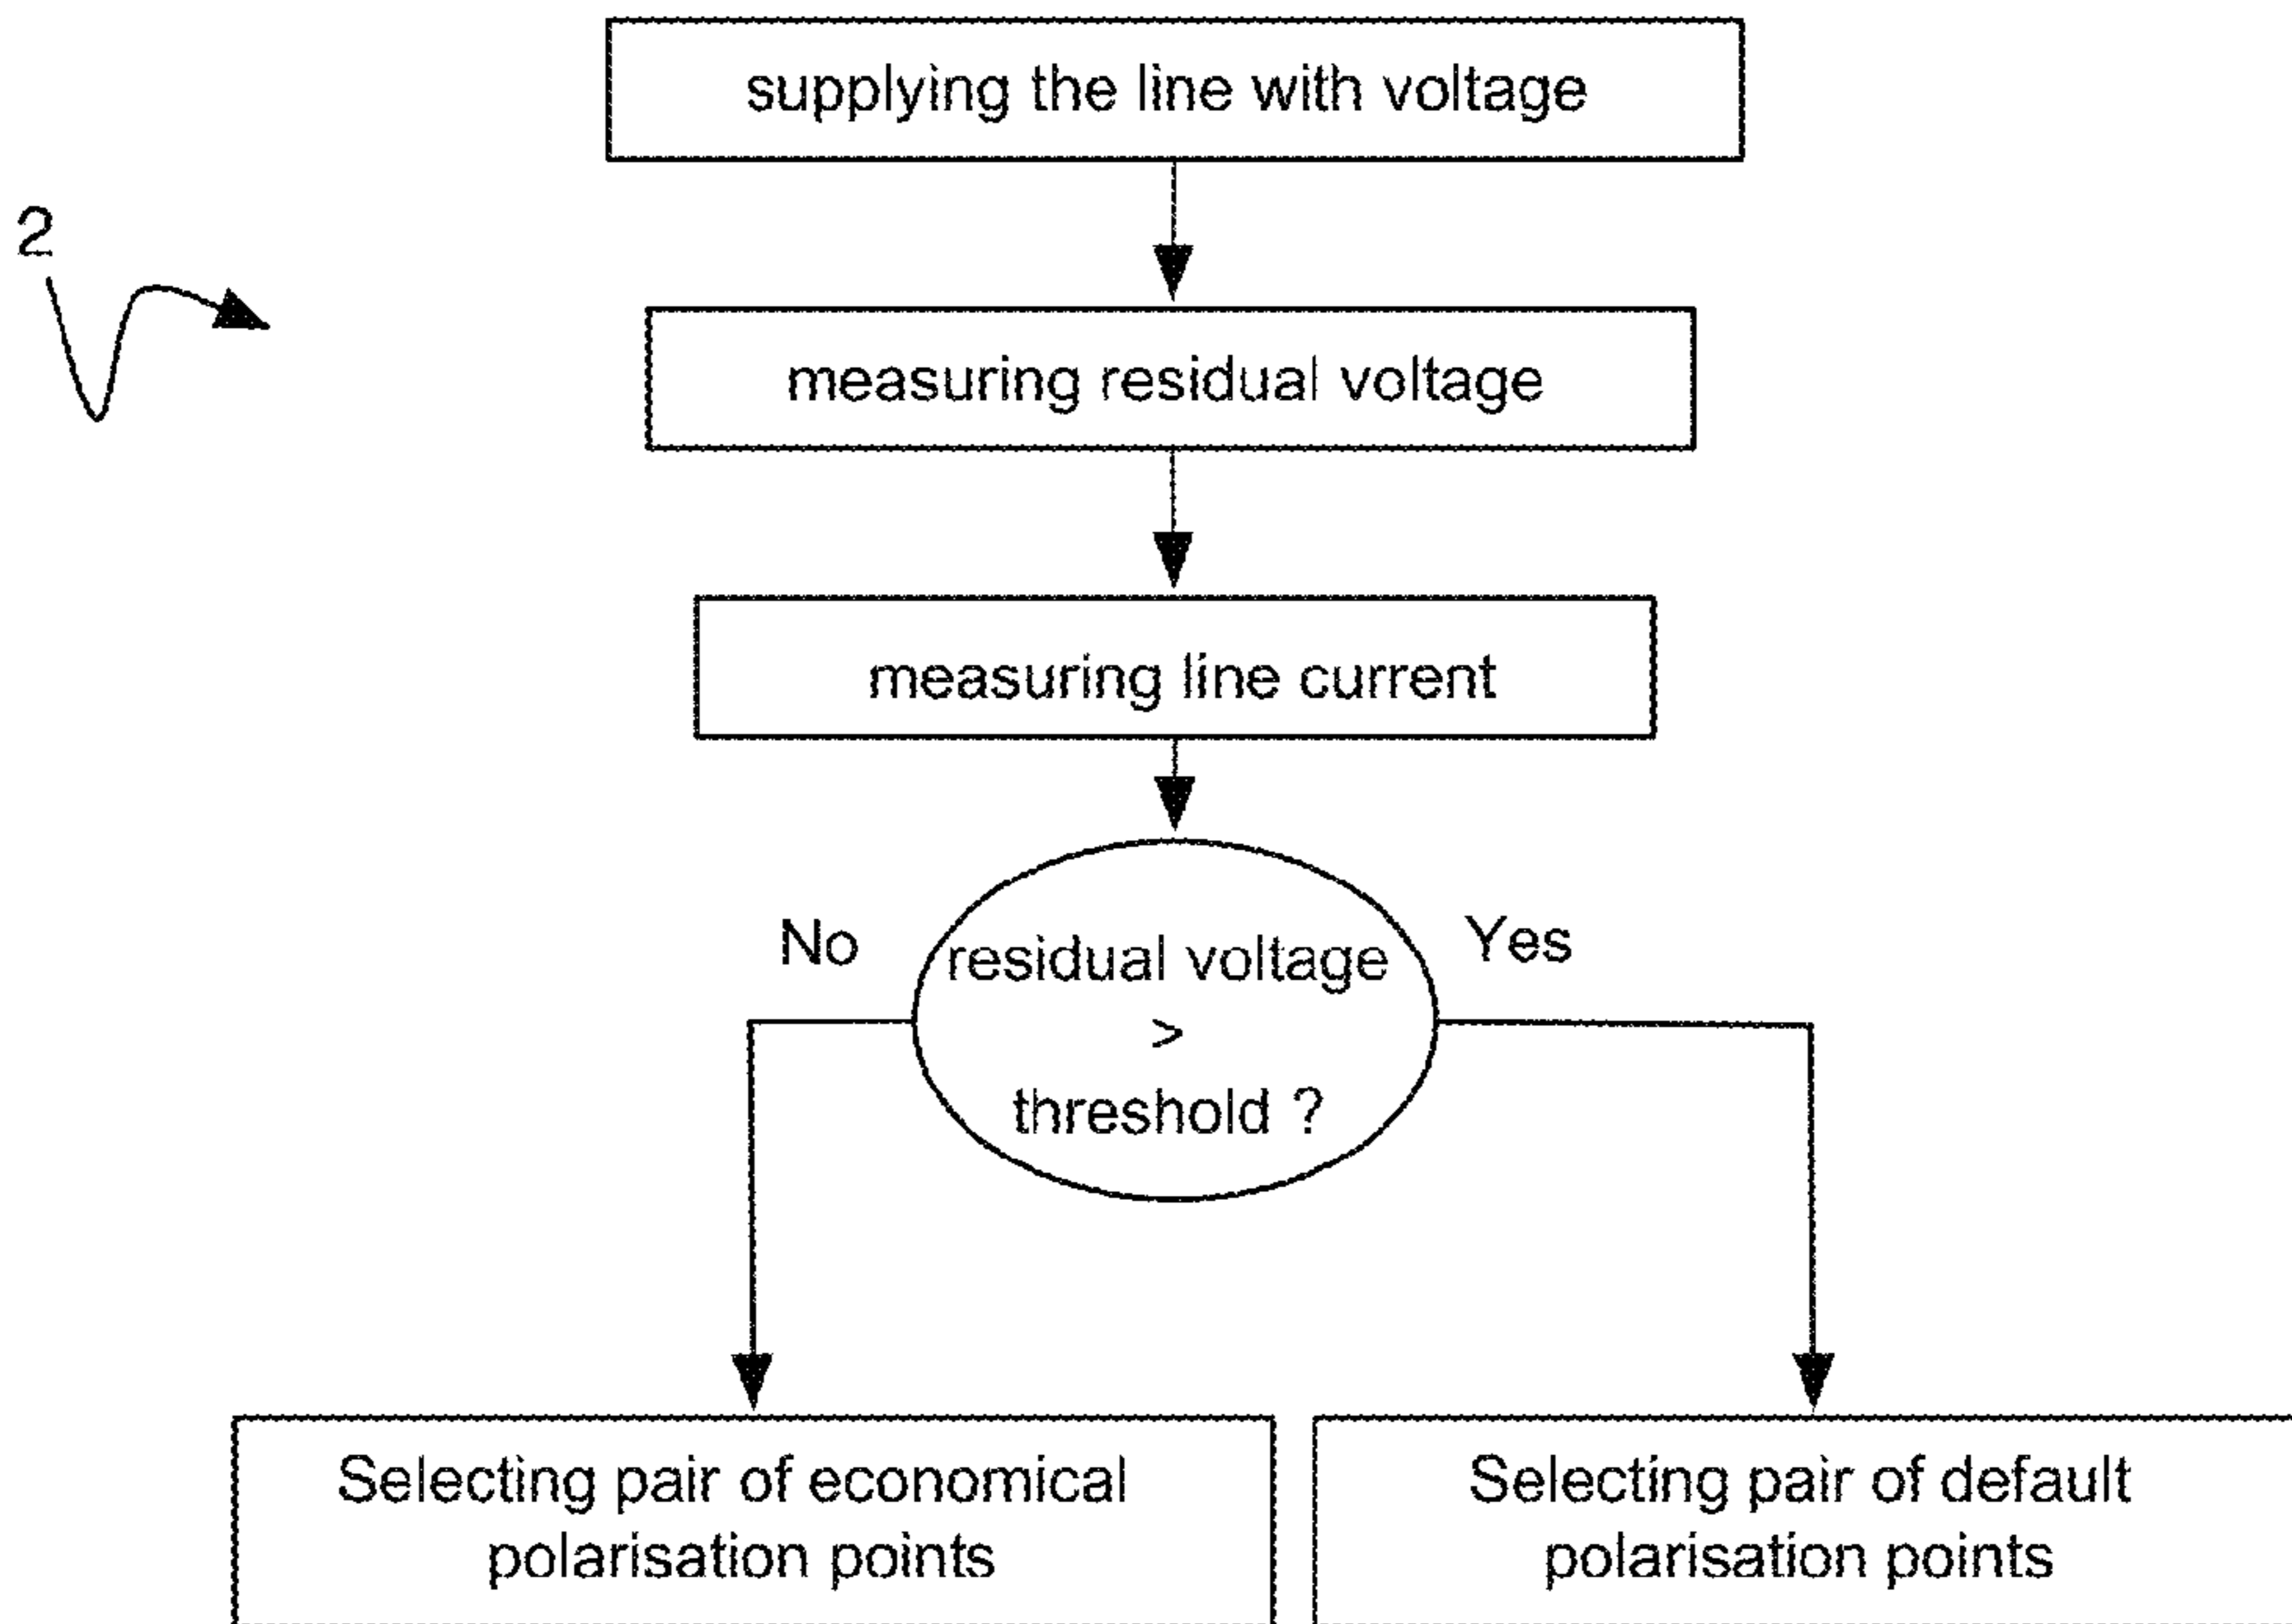 supplying the line with voltage
2
measuring residual voltage
measuring line current
No
Yes
residual voltage
>
threshold ?
Selecting pair of economical
polarisation points
Selecting pair of default
polarisation points